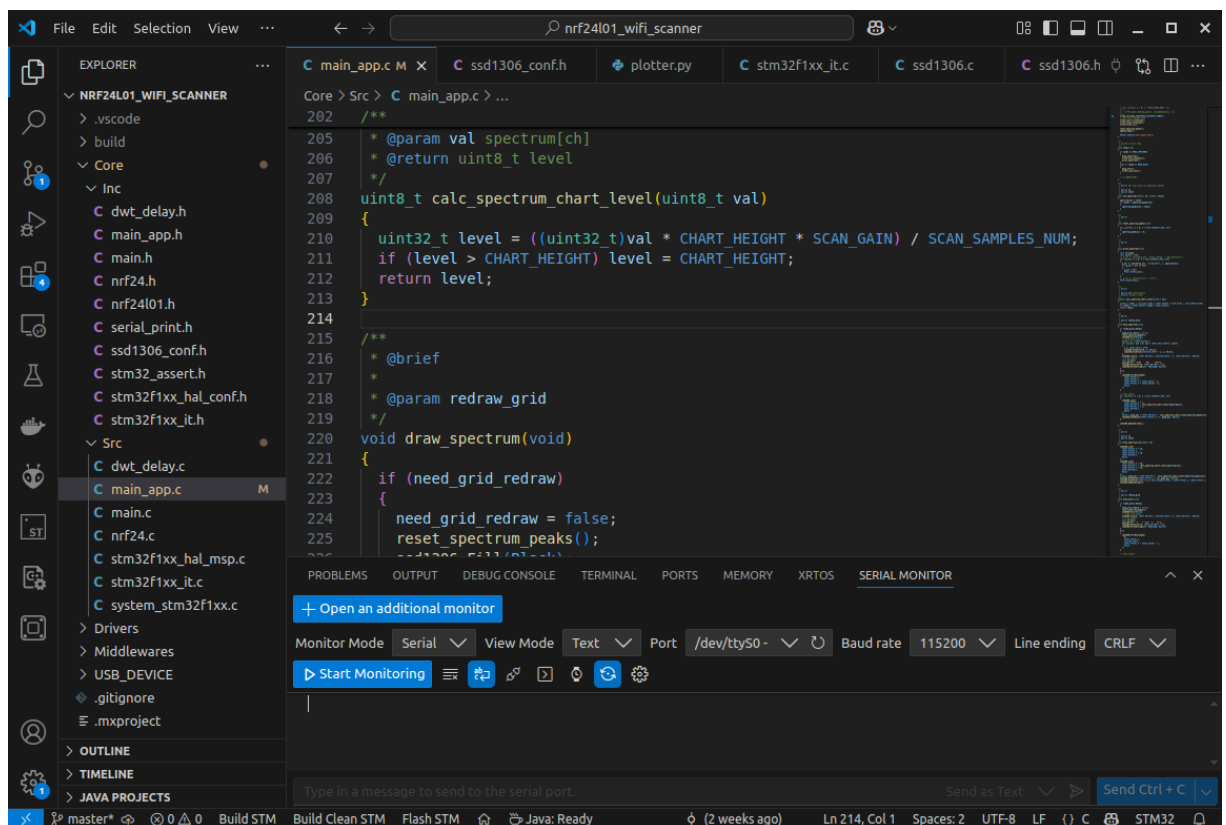 File Edit Selection View ··· nrf24l01_wifi_scanner
EXPLORER ···
C main_app.c M C ssd1306_conf.h plotter.py C stm32f1xx_it.c C ssd1306.c C ssd1306.h ···
NRF24L01_WIFI_SCANNER
.vscode
build
Core
Inc
C dwt_delay.h
C main_app.h
C main.h
C nrf24.h
C nrf24l01.h
C serial_print.h
C ssd1306_conf.h
C stm32_assert.h
C stm32f1xx_hal_conf.h
C stm32f1xx_it.h
Src
C dwt_delay.c
C main_app.c M
C main.c
C nrf24.c
C stm32f1xx_hal_msp.c
C stm32f1xx_it.c
C system_stm32f1xx.c
Drivers
Middlewares
USB_DEVICE
.gitignore
.mxproject
OUTLINE
TIMELINE
JAVA PROJECTS
1
4
ST
1
Core > Src > C main_app.c > ...
202 /**
205 * @param val spectrum[ch]
206 * @return uint8_t level
207 */
208 uint8_t calc_spectrum_chart_level(uint8_t val)
209 {
210 uint32_t level = ((uint32_t)val * CHART_HEIGHT * SCAN_GAIN) / SCAN_SAMPLES_NUM;
211 if (level > CHART_HEIGHT) level = CHART_HEIGHT;
212 return level;
213 }
214
215 /**
216 * @brief
217 *
218 * @param redraw_grid
219 */
220 void draw_spectrum(void)
221 {
222 if (need_grid_redraw)
223 {
224 need_grid_redraw = false;
225 reset_spectrum_peaks();
226 ssd1306_Fill(Black);
PROBLEMS OUTPUT DEBUG CONSOLE TERMINAL PORTS MEMORY XRTOS SERIAL MONITOR
+ Open an additional monitor
Monitor Mode Serial View Mode Text Port /dev/ttyS0 - Baud rate 115200 Line ending CRLF
Start Monitoring
Type in a message to send to the serial port. Send as Text Send Ctrl + C
master* 0 0 Build STM Build Clean STM Flash STM Java: Ready (2 weeks ago) Ln 214, Col 1 Spaces: 2 UTF-8 LF {} C STM32